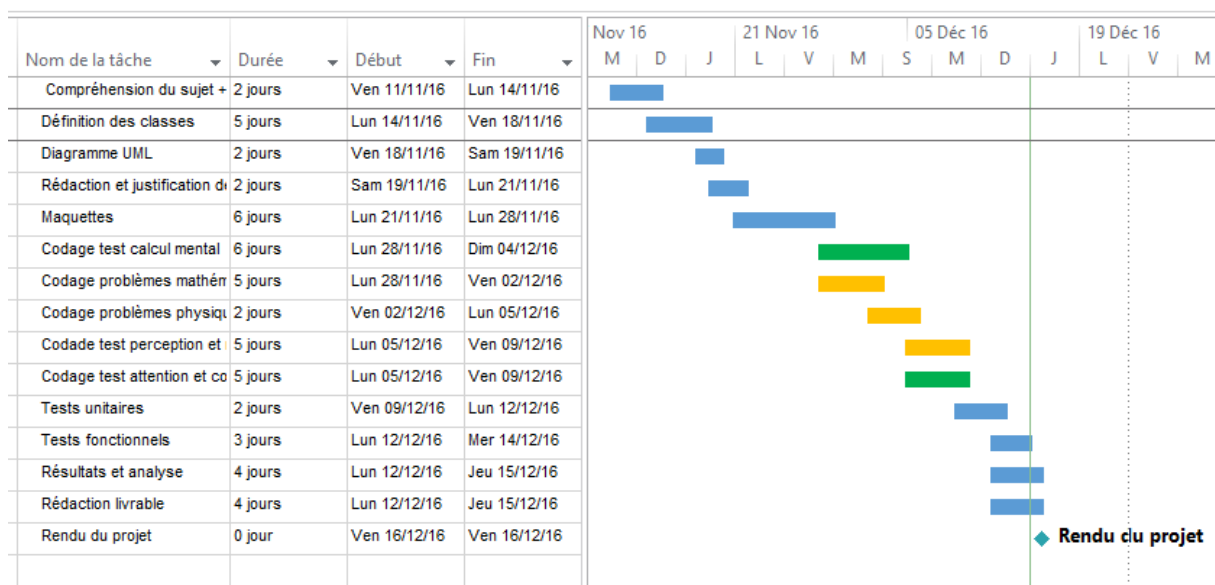 Nov 16 21 Nov 16 05 Déc 16 19 Déc 16
Nom de la tâche Durée Début Fin M D J L V M S M D J L V M
Compréhension du sujet + 2 jours Ven 11/11/16 Lun 14/11/16
Définition des classes 5 jours Lun 14/11/16 Ven 18/11/16
Diagramme UML 2 jours Ven 18/11/16 Sam 19/11/16
Rédaction et justification de 2 jours Sam 19/11/16 Lun 21/11/16
Maquettes 6 jours Lun 21/11/16 Lun 28/11/16
Codage test calcul mental 6 jours Lun 28/11/16 Dim 04/12/16
Codage problèmes mathém 5 jours Lun 28/11/16 Ven 02/12/16
Codage problèmes physiqu 2 jours Ven 02/12/16 Lun 05/12/16
Codade test perception et 5 jours Lun 05/12/16 Ven 09/12/16
Codage test attention et co 5 jours Lun 05/12/16 Ven 09/12/16
Tests unitaires 2 jours Ven 09/12/16 Lun 12/12/16
Tests fonctionnels 3 jours Lun 12/12/16 Mer 14/12/16
Résultats et analyse 4 jours Lun 12/12/16 Jeu 15/12/16
Rédaction livrable 4 jours Lun 12/12/16 Jeu 15/12/16
Rendu du projet 0 jour Ven 16/12/16 Ven 16/12/16 Rendu du projet